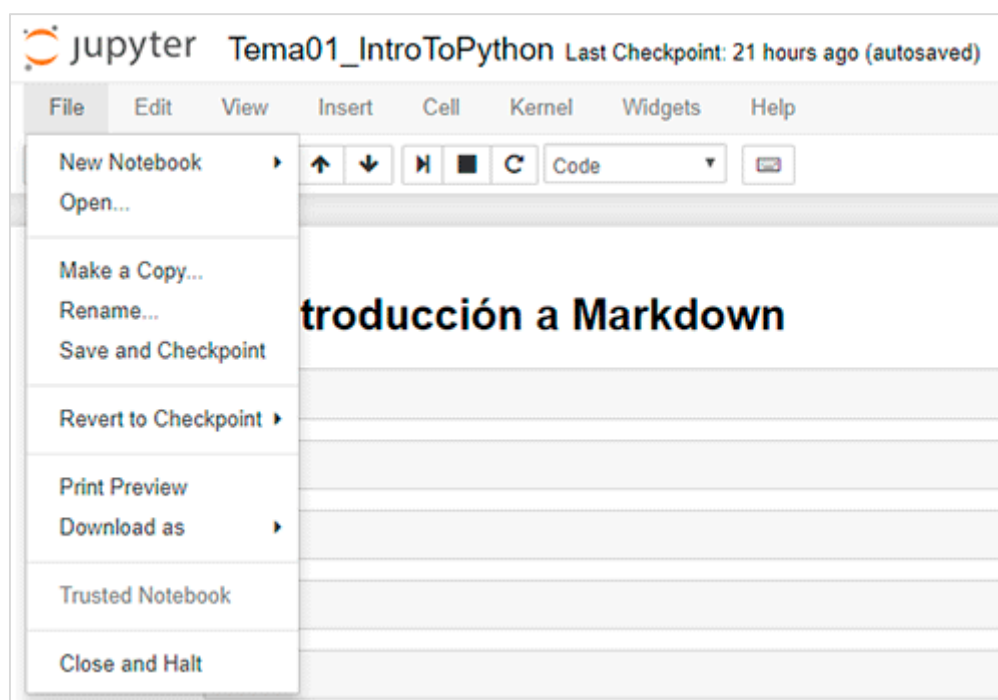 jupyter Tema01_IntroToPython Last Checkpoint: 21 hours ago (autosaved)
File Edit View Insert Cell Kernel Widgets Help
New Notebook
Code
Open...
Make a Copy...
Rename...
troducción a Markdown
Save and Checkpoint
Revert to Checkpoint
Print Preview
Download as
Trusted Notebook
Close and Halt